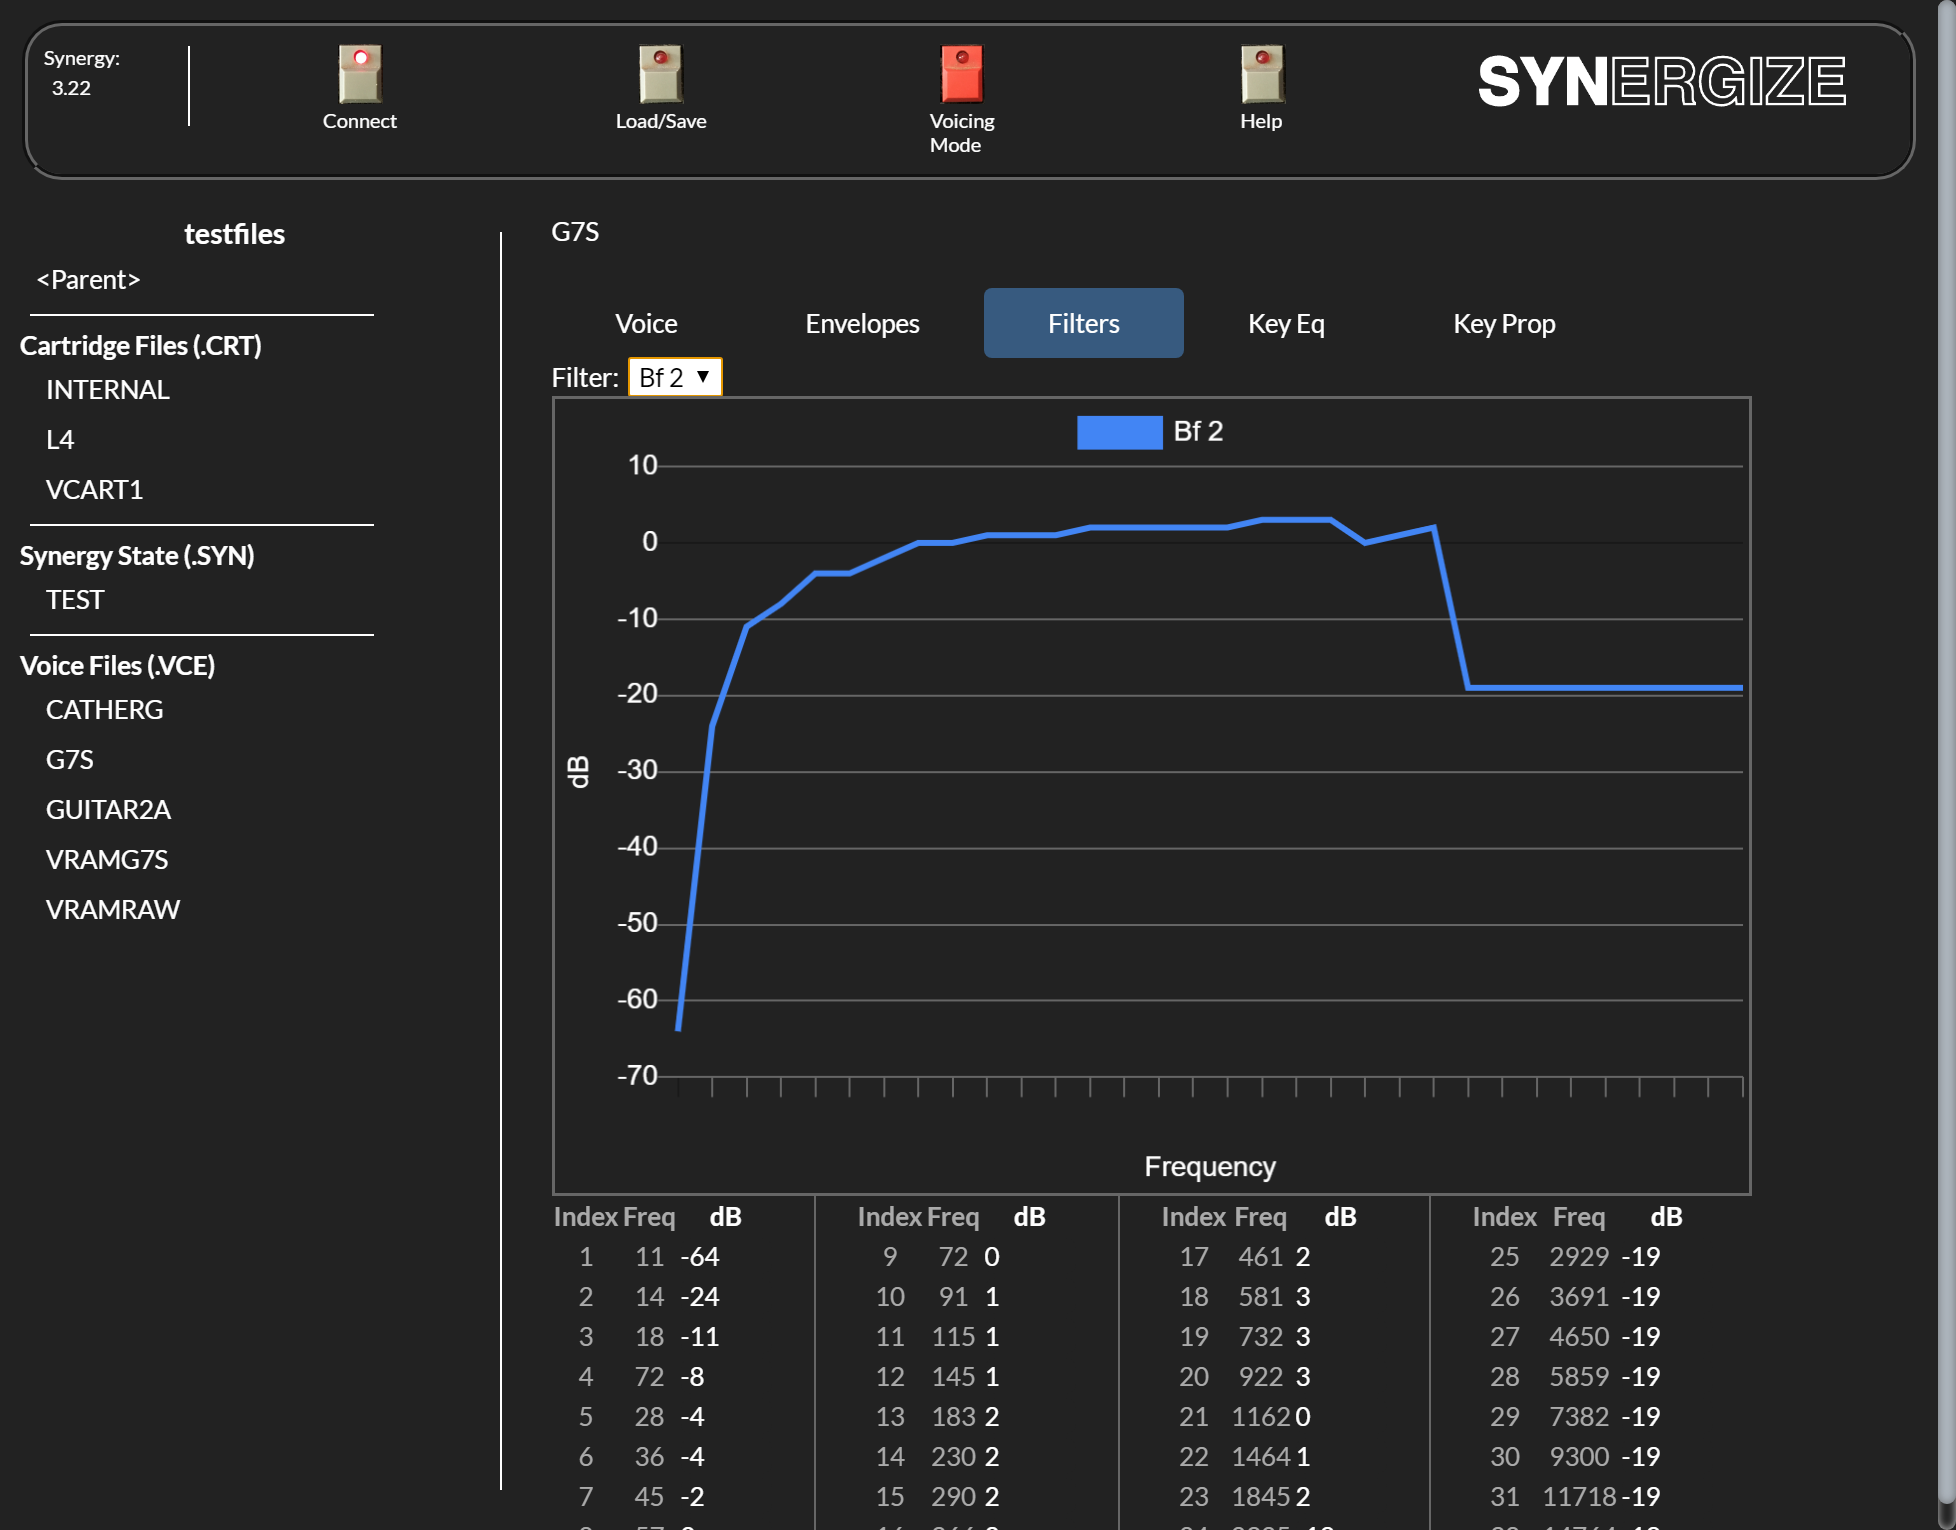 Synergy:
3.22
Connect
Load/Save
Voicing
Mode
Help
SYNERGIZE
testfiles
<Parent>
Cartridge Files (.CRT)
INTERNAL
L4
VCART1
Synergy State (.SYN)
TEST
Voice Files (.VCE)
CATHERG
G7S
GUITAR2A
VRAMG7S
VRAMRAW
G7S
Voice Envelopes Filters Key Eq Key Prop
Filter: Bf 2 ▼
Bf 2
10
0
-10
-20
-30
-40
-50
-60
-70
dB
Frequency
Index Freq dB Index Freq dB Index Freq dB Index Freq dB
1 11 -64 9 72 0 17 461 2 25 2929 -19
2 14 -24 10 91 1 18 581 3 26 3691 -19
3 18 -11 11 115 1 19 732 3 27 4650 -19
4 72 -8 12 145 1 20 922 3 28 5859 -19
5 28 -4 13 183 2 21 1162 0 29 7382 -19
6 36 -4 14 230 2 22 1464 1 30 9300 -19
7 45 -2 15 290 2 23 1845 2 31 11718 -19